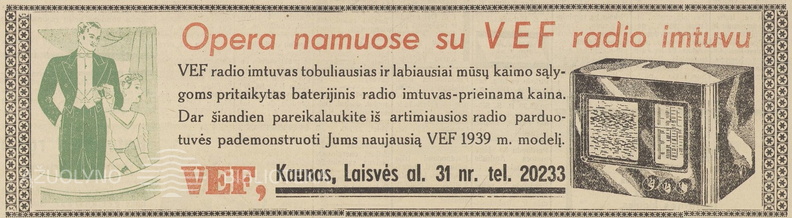 Opera namuose su VEF radio imtuvu
VEF radio imtuvas tobuliausias ir labiausiai mūsų kaimo sąly-
goms pritaikytas baterijinis radio imtuvas-prieinama kaina.
Dar šiandien pareikalaukite iš artimiausios radio parduo-
tuvės pademonstruoti Jums naujausią VEF 1939 m. modelį.
VEF, Kaunas, Laisvės al. 31 nr. tel. 20233